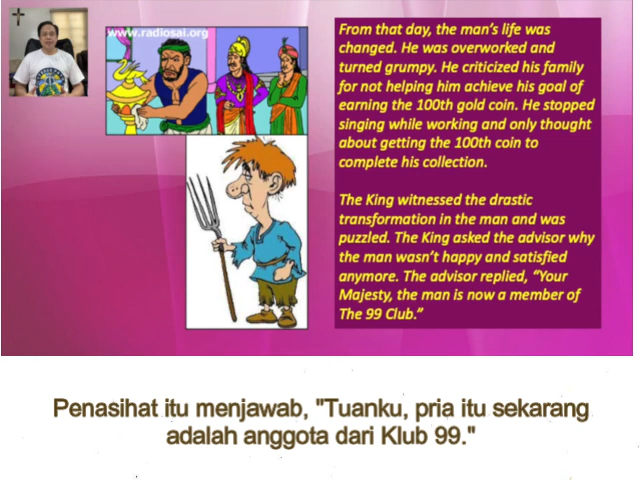 www.radiosai.org
From that day, the man's life was
changed. He was overworked and
turned grumpy. He criticized his family
for not helping him achieve his goal of
earning the 100th gold coin. He stopped
singing while working and only thought
about getting the 100th coin to
complete his collection.
The King witnessed the drastic
transformation in the man and was
puzzled. The King asked the advisor why
the man wasn't happy and satisfied
anymore. The advisor replied, "Your
Majesty, the man is now a member of
The 99 Club."
Penasihat itu menjawab, "Tuanku, pria itu sekarang
adalah anggota dari Klub 99."